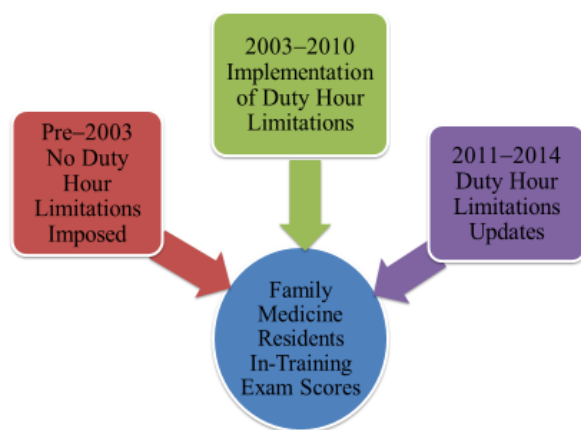 2003–2010
Implementation
of Duty Hour
Limitations
Pre–2003
No Duty
Hour
Limitations
Imposed
2011–2014
Duty Hour
Limitations
Updates
Family
Medicine
Residents
In-Training
Exam Scores